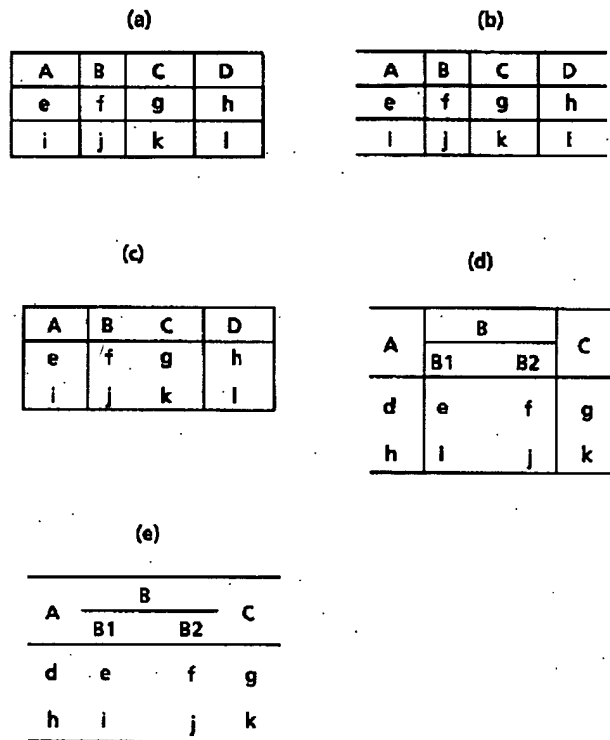 (a)
A B C D
e f g h
i j k l
(b)
A B C D
e f g h
i j k l
(c)
A B C D
e f g h
i j k l
(d)
A B C
B1 B2
d e f g
h i j k
(e)
A B C
B1 B2
d e f g
h i j k